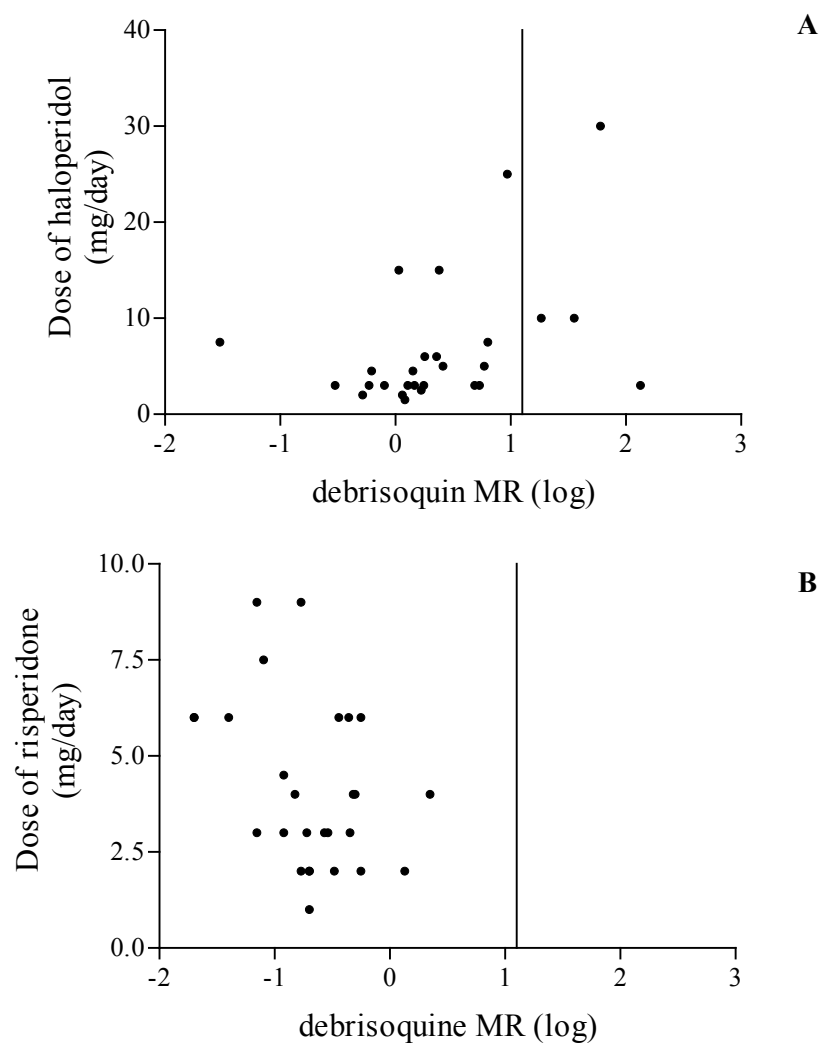 A
Dose of haloperidol
(mg/day)
40
30
20
10
0
-2 -1 0 1 2 3
debrisoquin MR (log)
B
Dose of risperidone
(mg/day)
10.0
7.5
5.0
2.5
0.0
-2 -1 0 1 2 3
debrisoquine MR (log)